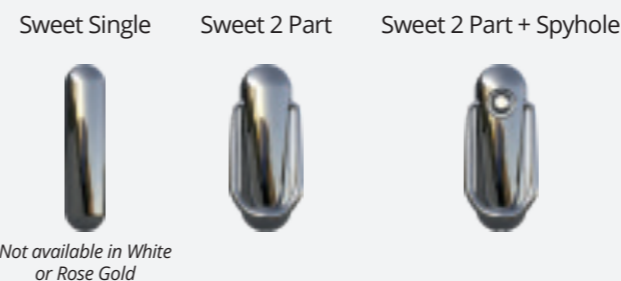 Sweet Single
Sweet 2 Part
Sweet 2 Part + Spyhole
Not available in White
or Rose Gold